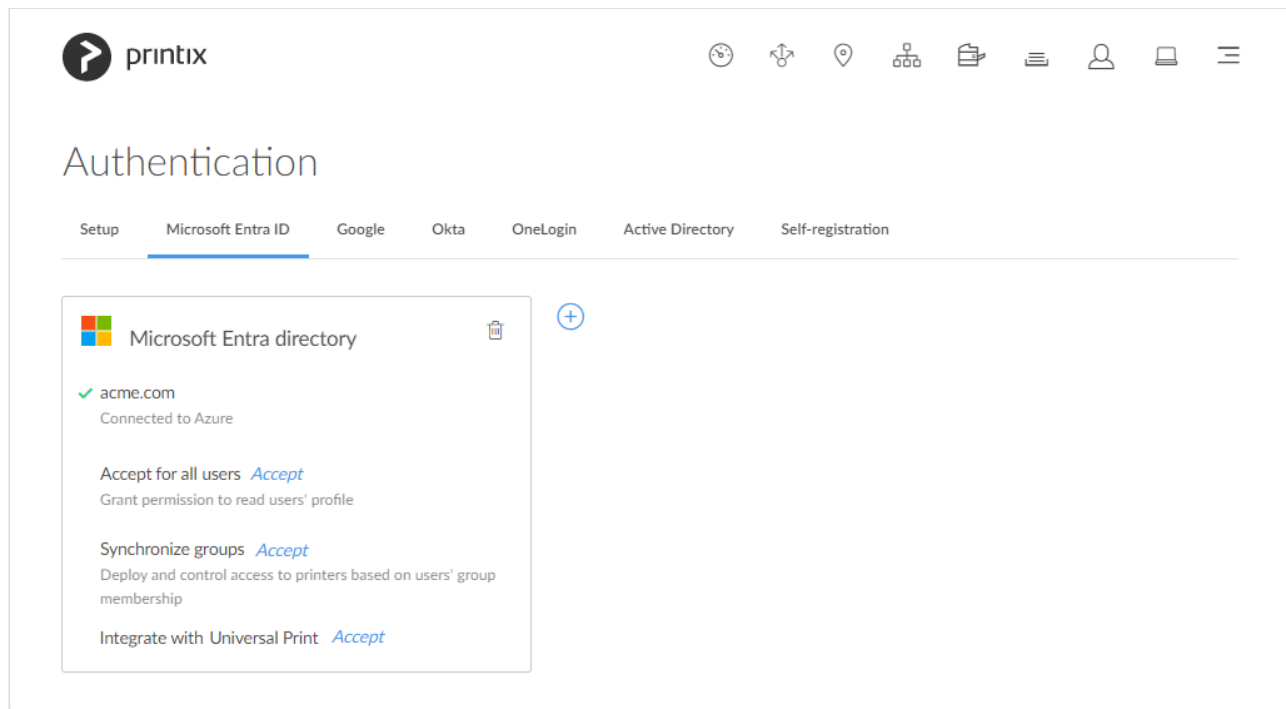 printix
Authentication
Setup Microsoft Entra ID Google Okta OneLogin Active Directory Self-registration
Microsoft Entra directory
acme.com
Connected to Azure
Accept for all users Accept
Grant permission to read users' profile
Synchronize groups Accept
Deploy and control access to printers based on users' group
membership
Integrate with Universal Print Accept